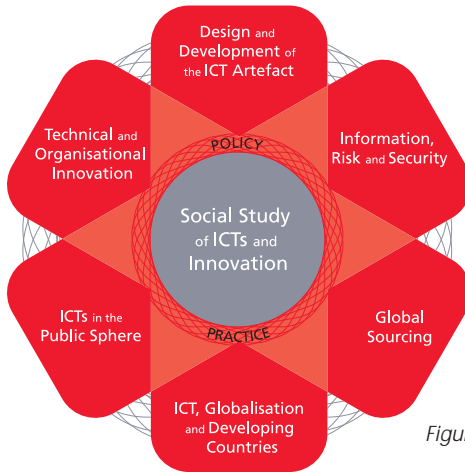 Design and
Development of
the ICT Artefact
Technical and
Organisational
Innovation
Information,
Risk and Security
POLICY
Social Study
of ICTs and
Innovation
PRACTICE
ICTs in the
Public Sphere
Global
Sourcing
ICT, Globalisation
and Developing
Countries